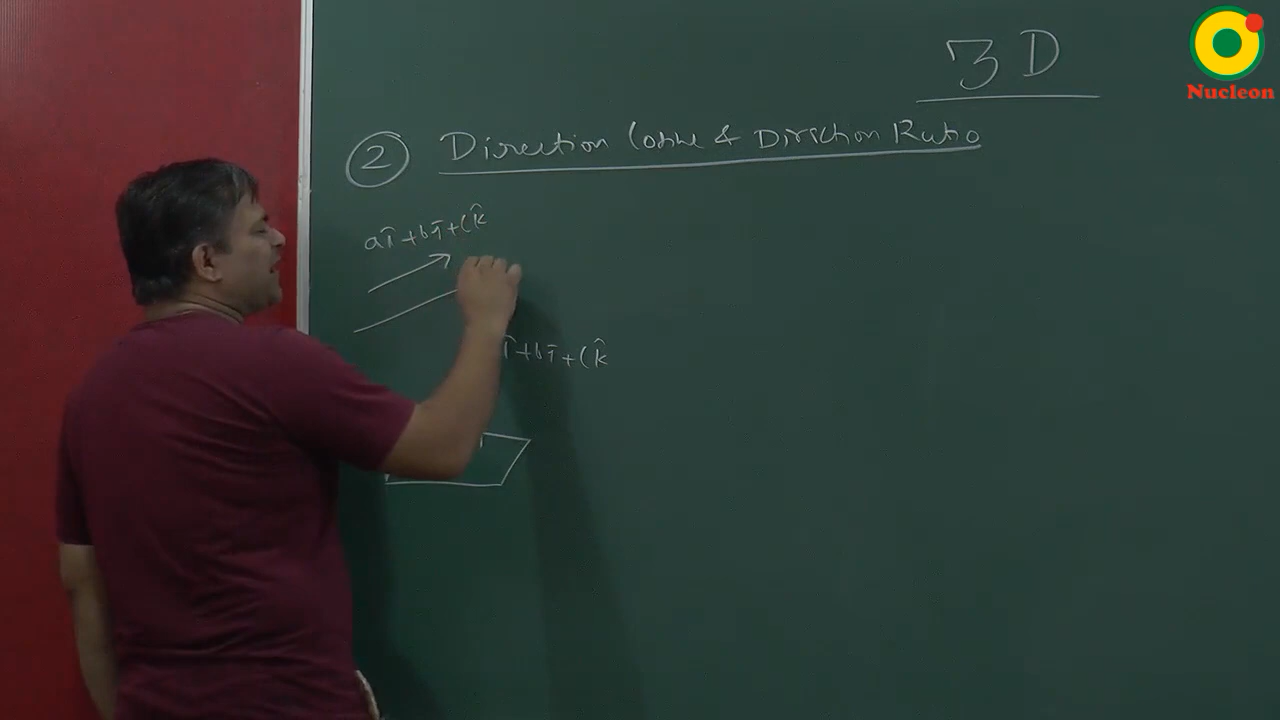 3D
Nucleon
② Direction Cosine & Direction Ratio
aî + bĵ + ck̂
î + bĵ + ck̂